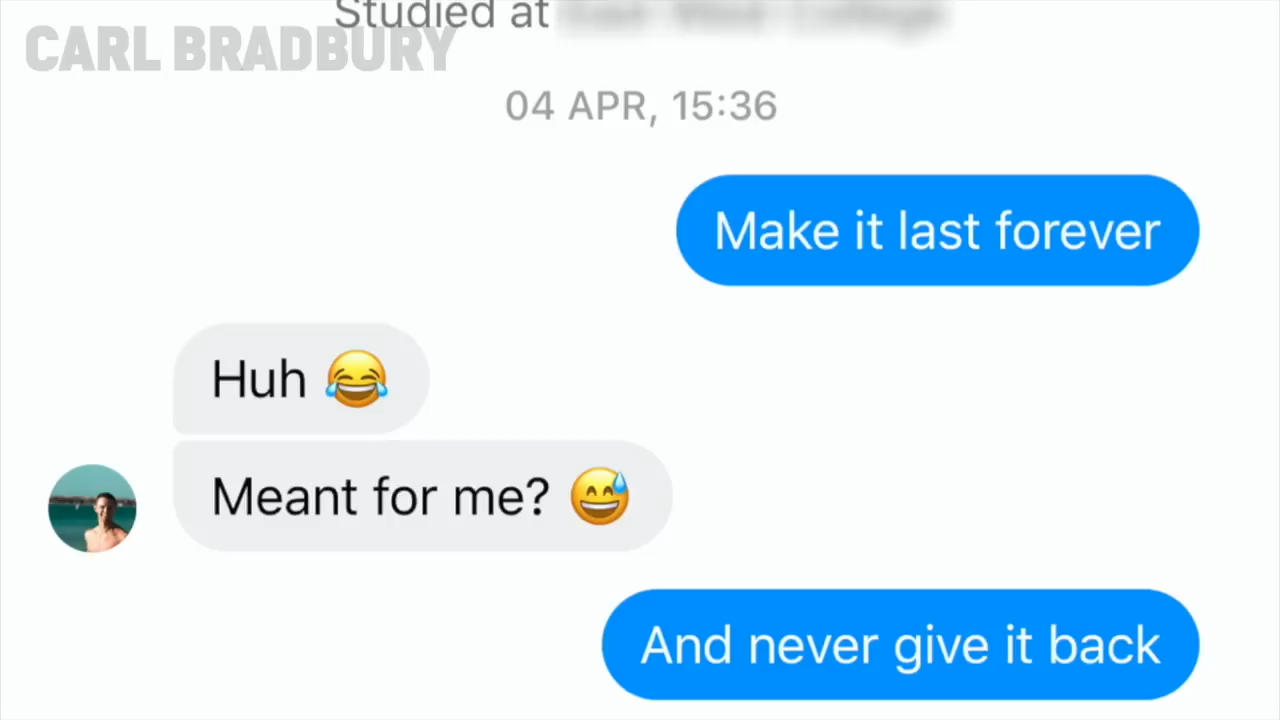 Studied at
CARL BRADBURY
04 APR, 15:36
Make it last forever
Huh 😂
Meant for me? 😅
And never give it back